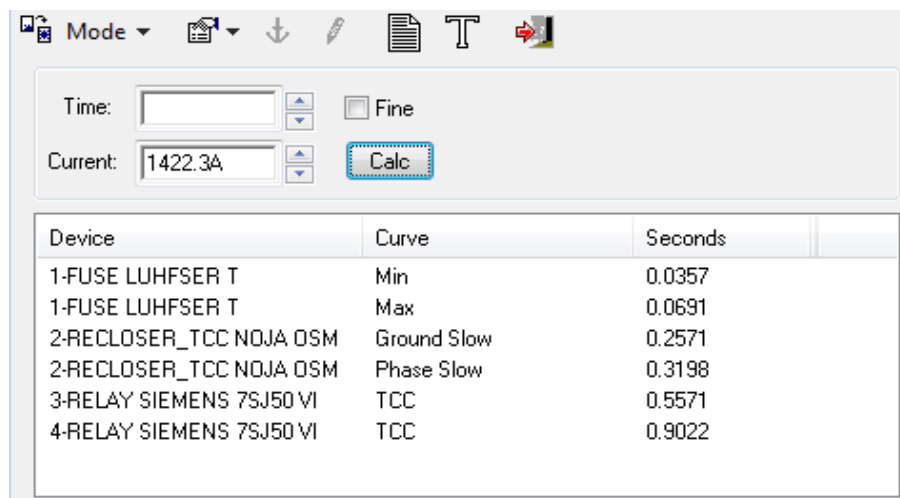 Mode
Time: Fine
Current: 1422.3A Calc
Device Curve Seconds
1-FUSE LUHFSER T Min 0.0357
1-FUSE LUHFSER T Max 0.0691
2-RECLOSER_TCC NOJA OSM Ground Slow 0.2571
2-RECLOSER_TCC NOJA OSM Phase Slow 0.3198
3-RELAY SIEMENS 7SJ50 VI TCC 0.5571
4-RELAY SIEMENS 7SJ50 VI TCC 0.9022